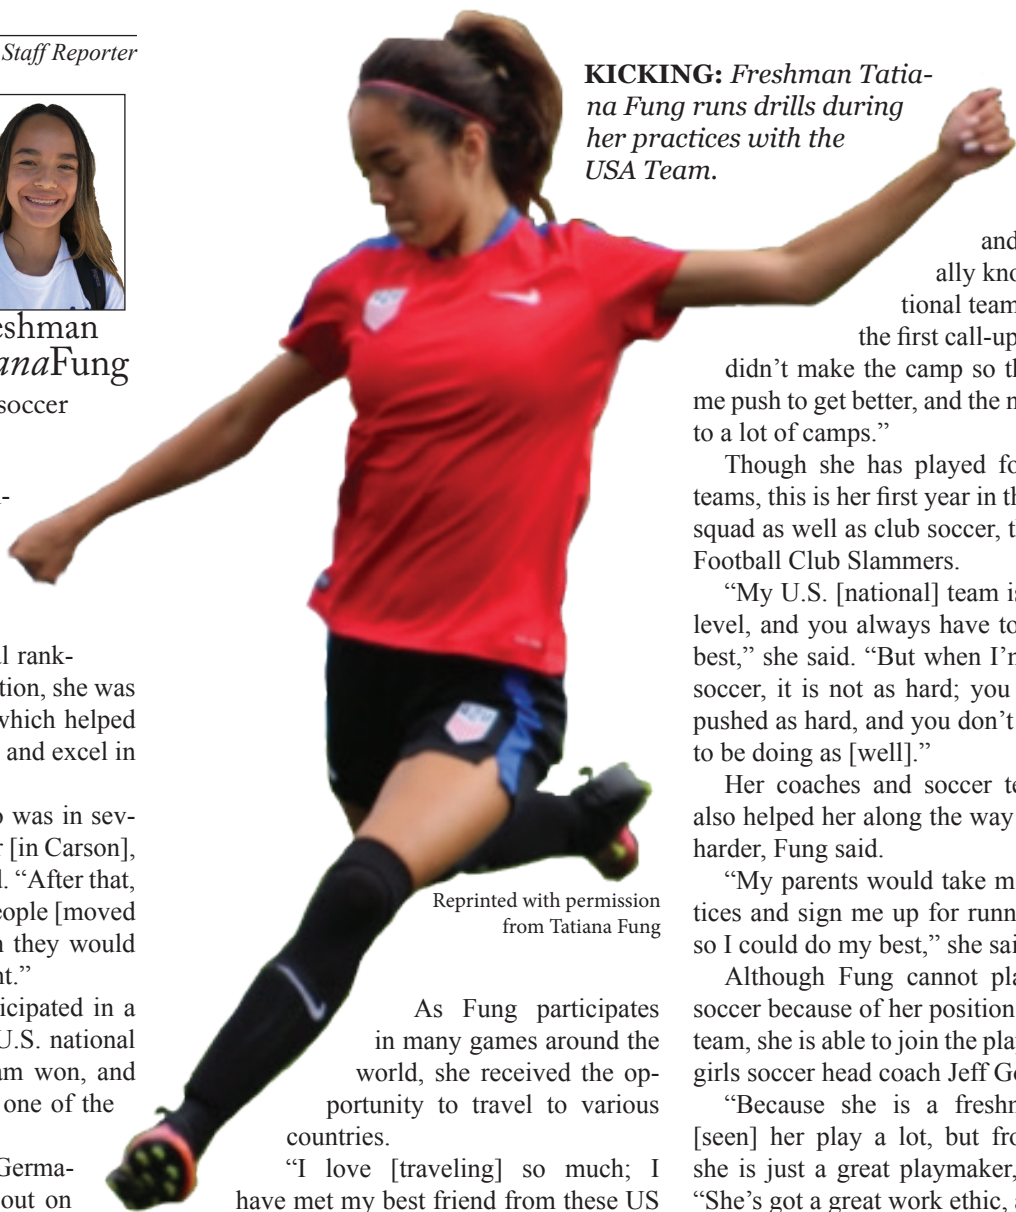 Staff Reporter
eshman
anaFung
soccer
l rank-
tion, she was
which helped
and excel in
o was in sev-
r [in Carson],
l. “After that,
eople [moved
n they would
nt.”
icipated in a
U.S. national
am won, and
one of the
Germa-
out on
KICKING: Freshman Tatia-
na Fung runs drills during
her practices with the
USA Team.
Reprinted with permission
from Tatiana Fung
As Fung participates
in many games around the
world, she received the op-
portunity to travel to various
countries.
“I love [traveling] so much; I
have met my best friend from these US
and
ally kno
tional team
the first call-up
didn’t make the camp so th
me push to get better, and the n
to a lot of camps.”
Though she has played fo
teams, this is her first year in th
squad as well as club soccer, t
Football Club Slammers.
“My U.S. [national] team is
level, and you always have to
best,” she said. “But when I’m
soccer, it is not as hard; you
pushed as hard, and you don’t
to be doing as [well].”
Her coaches and soccer te
also helped her along the way
harder, Fung said.
“My parents would take m
tices and sign me up for runn
so I could do my best,” she sai
Although Fung cannot pla
soccer because of her position
team, she is able to join the play
girls soccer head coach Jeff Go
“Because she is a freshm
[seen] her play a lot, but fro
she is just a great playmaker,
“She’s got a great work ethic, a